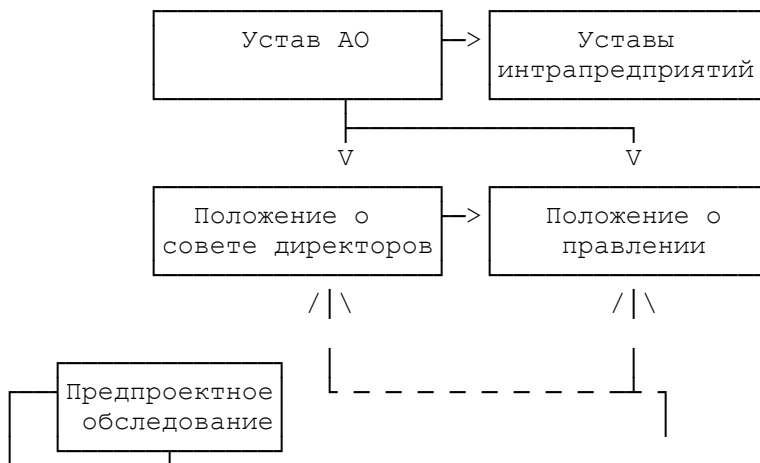 Устав АО
Уставы
интрапредприятий
Положение о
совете директоров
Положение о
правлении
Предпроектное
обследование